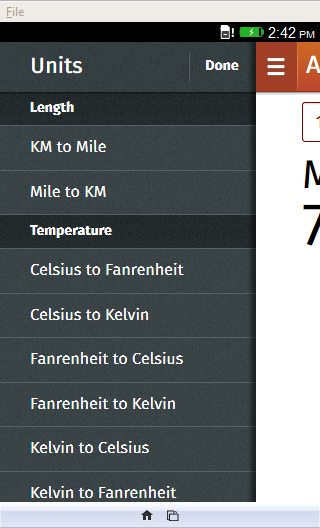 File
2:42 PM
Units
Done
A
Length
KM to Mile
M
Mile to KM
7
Temperature
Celsius to Fanrenheit
Celsius to Kelvin
Fanrenheit to Celsius
Fanrenheit to Kelvin
Kelvin to Celsius
Kelvin to Fanrenheit